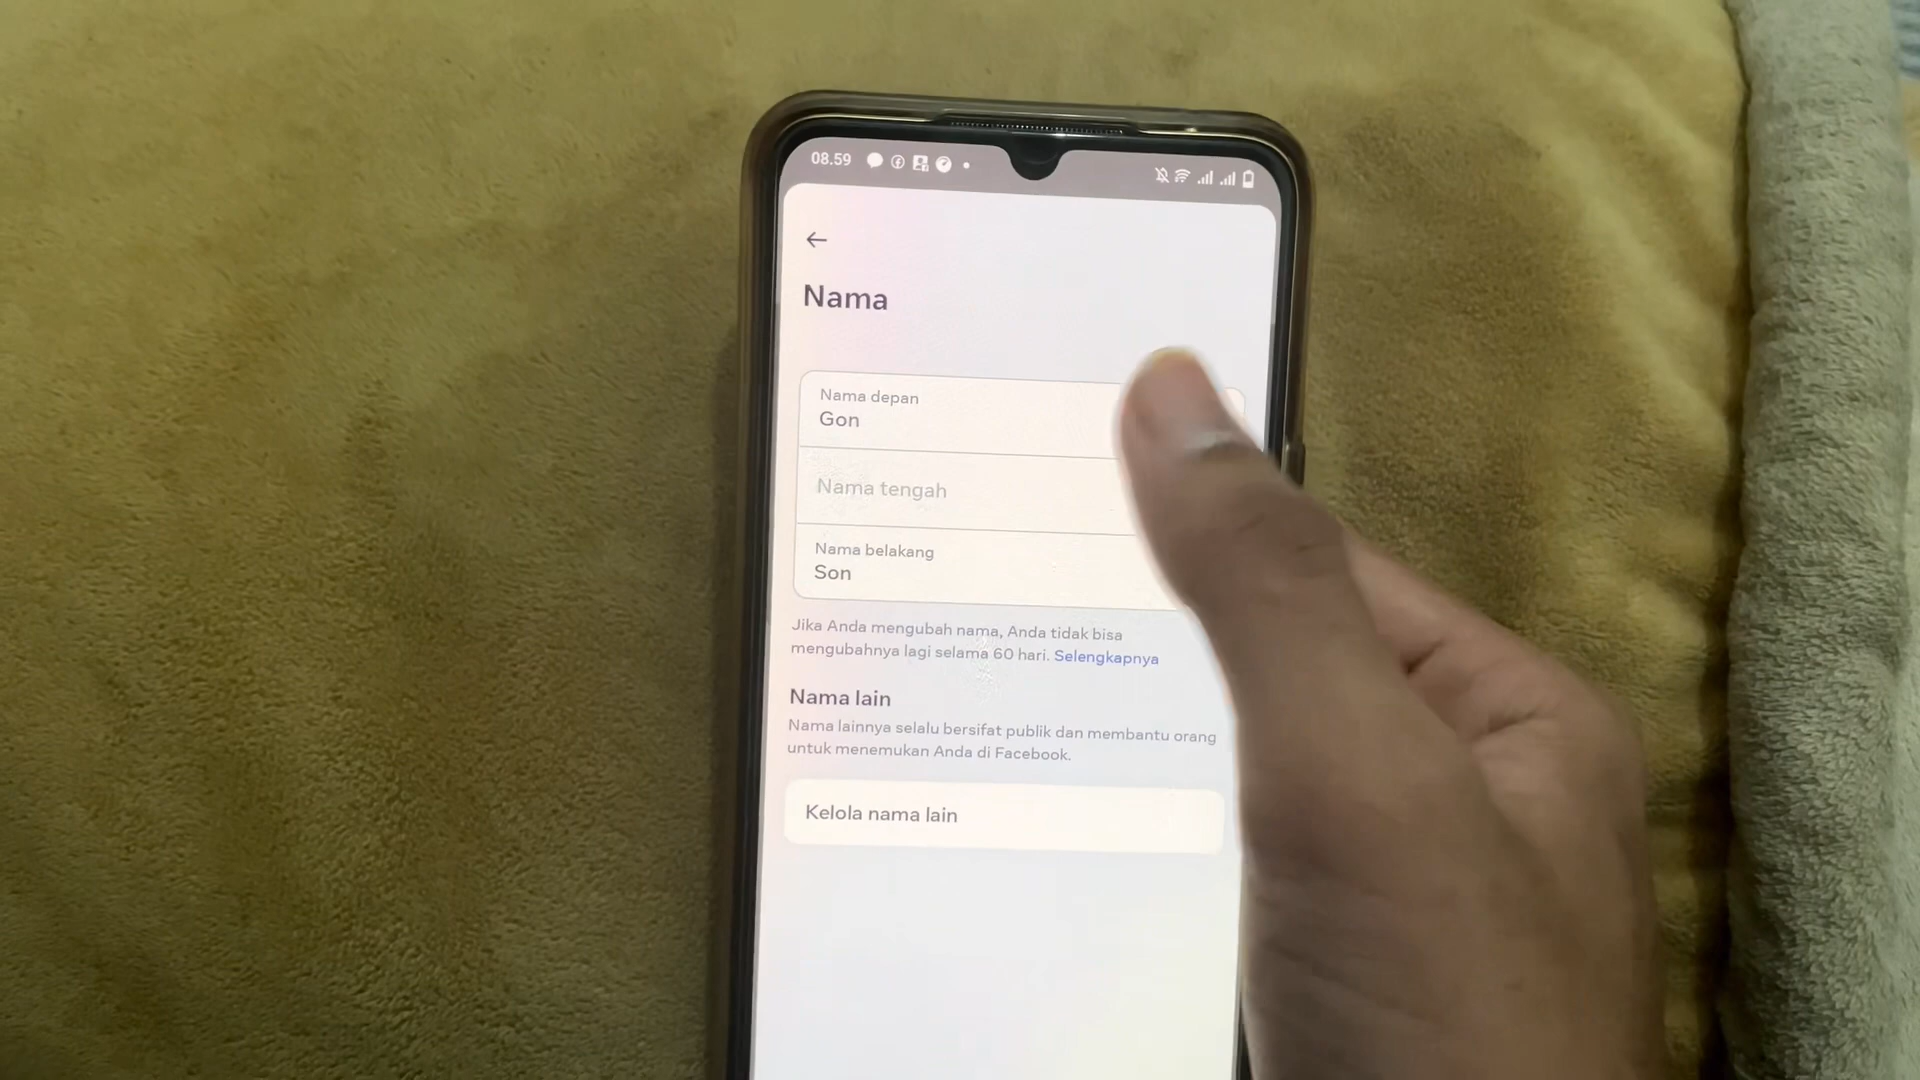 08.59
Nama
Nama depan
Gon
Nama tengah
Nama belakang
Son
Jika Anda mengubah nama, Anda tidak bisa
mengubahnya lagi selama 60 hari. Selengkapnya
Nama lain
Nama lainnya selalu bersifat publik dan membantu orang
untuk menemukan Anda di Facebook.
Kelola nama lain